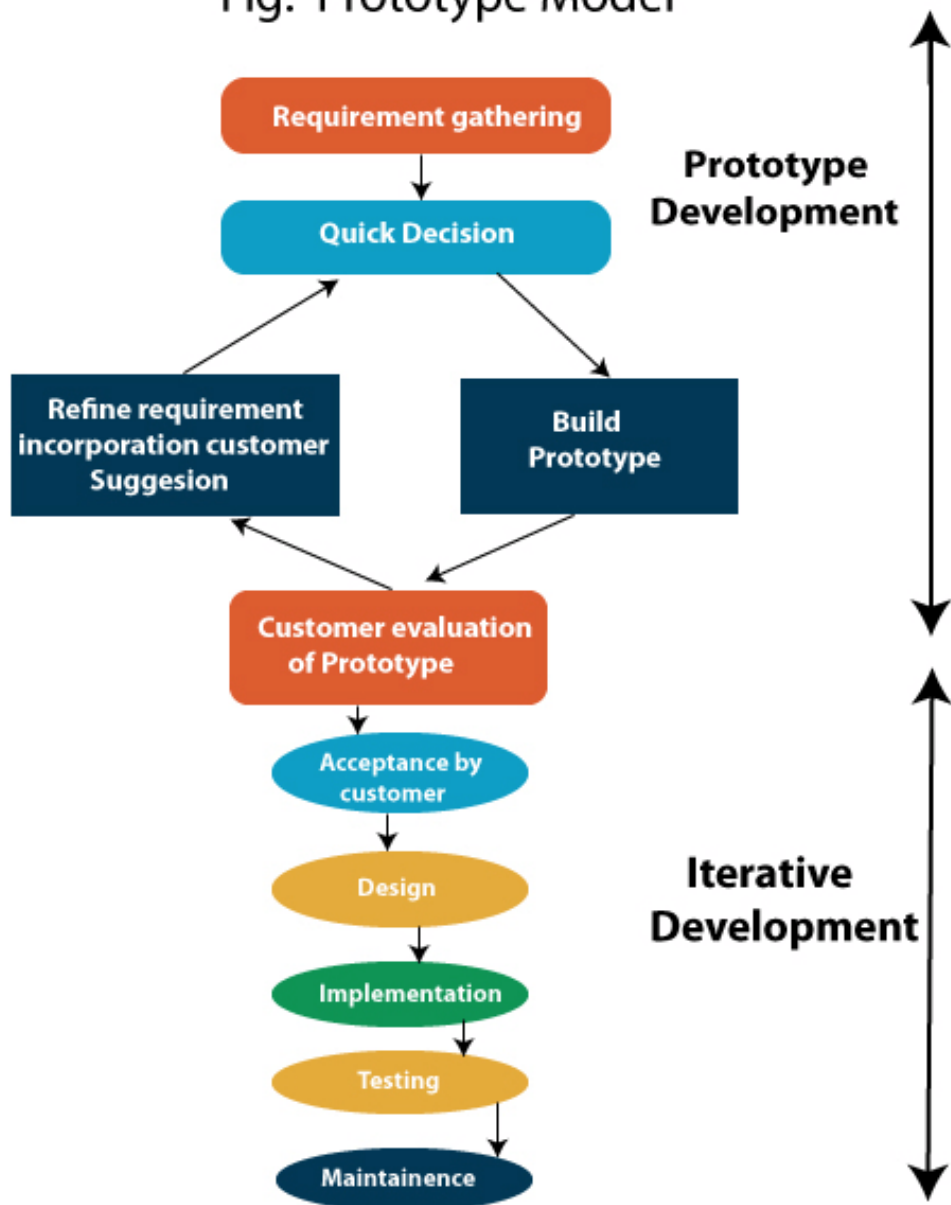 Fig. Prototype Model
Requirement gathering
Prototype
Development
Quick Decision
Refine requirement
incorporation customer
Suggesion
Build
Prototype
Customer evaluation
of Prototype
Acceptance by
customer
Design
Iterative
Development
Implementation
Testing
Maintainence